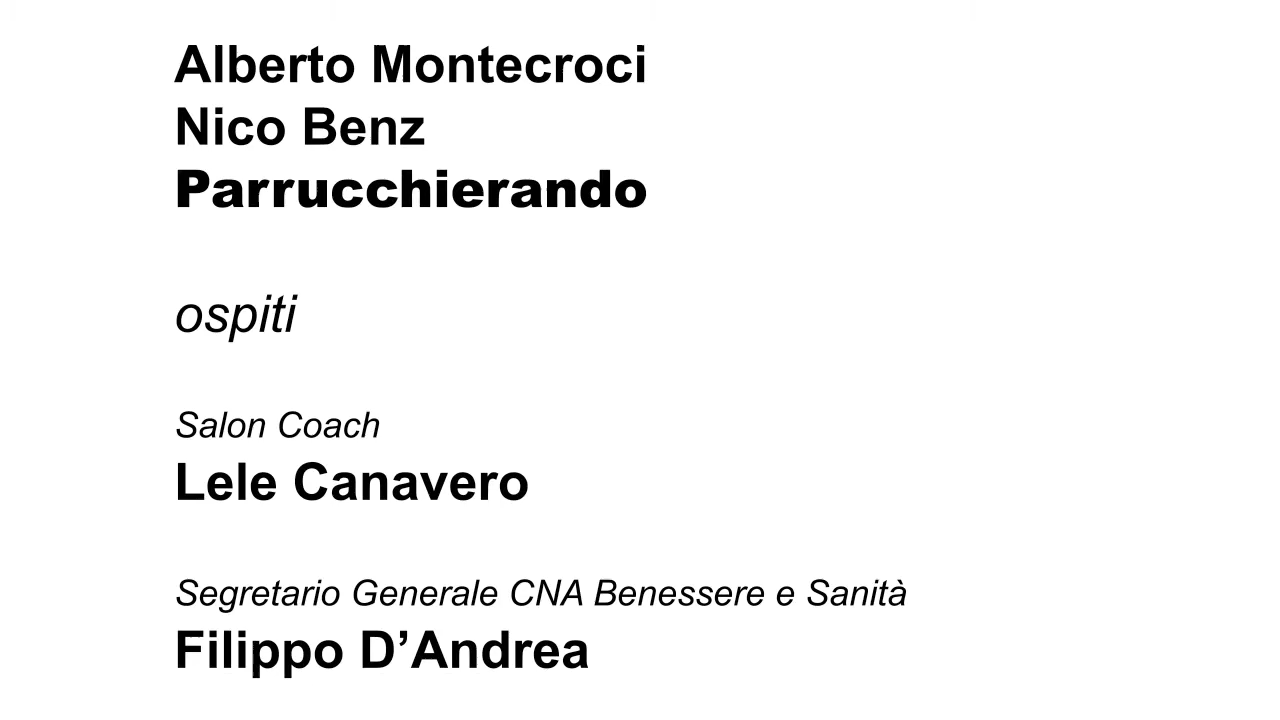 Alberto Montecroci
Nico Benz
Parrucchierando
ospiti
Salon Coach
Lele Canavero
Segretario Generale CNA Benessere e Sanità
Filippo D’Andrea